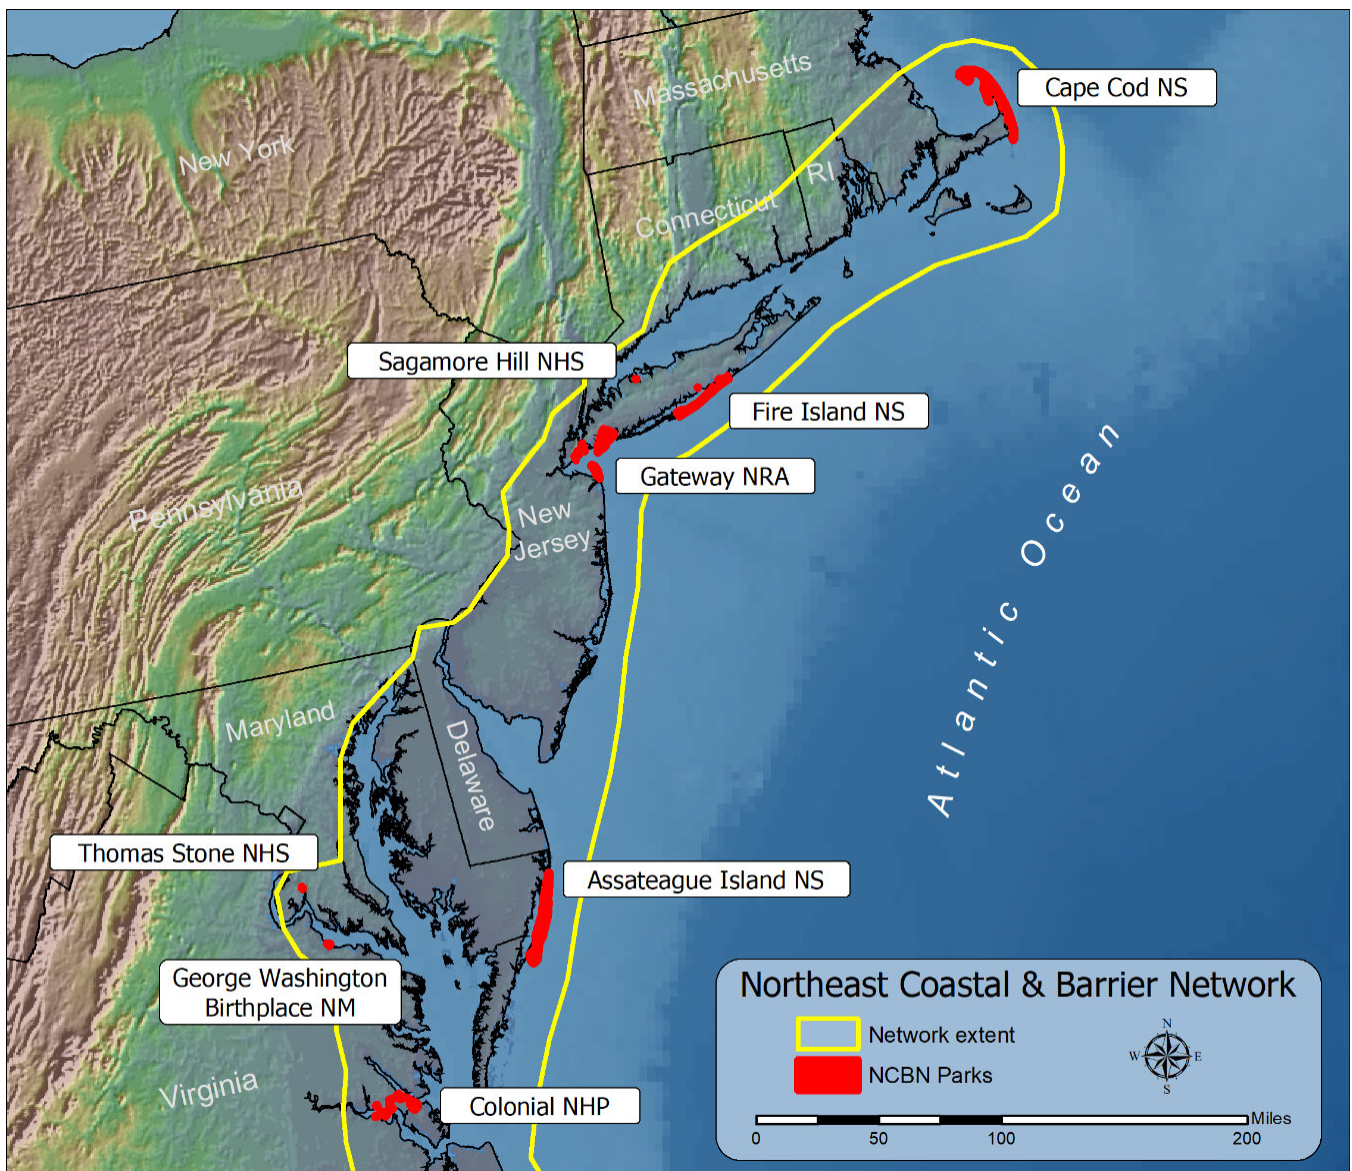 Cape Cod NS
Massachusetts
New York
RI
Connecticut
Sagamore Hill NHS
Fire Island NS
Gateway NRA
Pennsylvania
New
Jersey
Atlantic Ocean
Maryland
Delaware
Thomas Stone NHS
Assateague Island NS
George Washington
Birthplace NM
Virginia
Colonial NHP
Northeast Coastal & Barrier Network
Network extent
NCBN Parks
N
W E
S
Miles
0 50 100 200